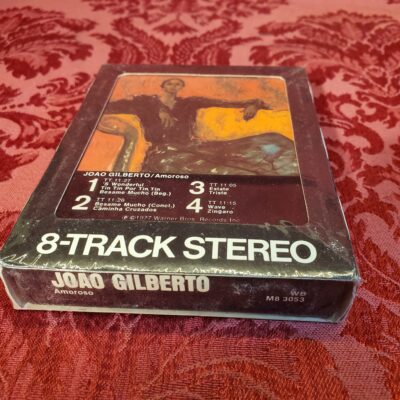 JOAO GILBERTO/Amoroso
1 TT 11:27
'S Wonderful
Tin Tin Por Tin Tin
Besame Mucho (Beg.)
2 TT 11:26
Besame Mucho (Concl.)
Caminha Cruzados
3 TT 11:05
Estate
Triste
4 TT 11:15
Wave
Zingaro
℗©1977 Warner Bros. Records Inc.
8-TRACK STEREO
JOAO GILBERTO
Amoroso
WB
M8 3053